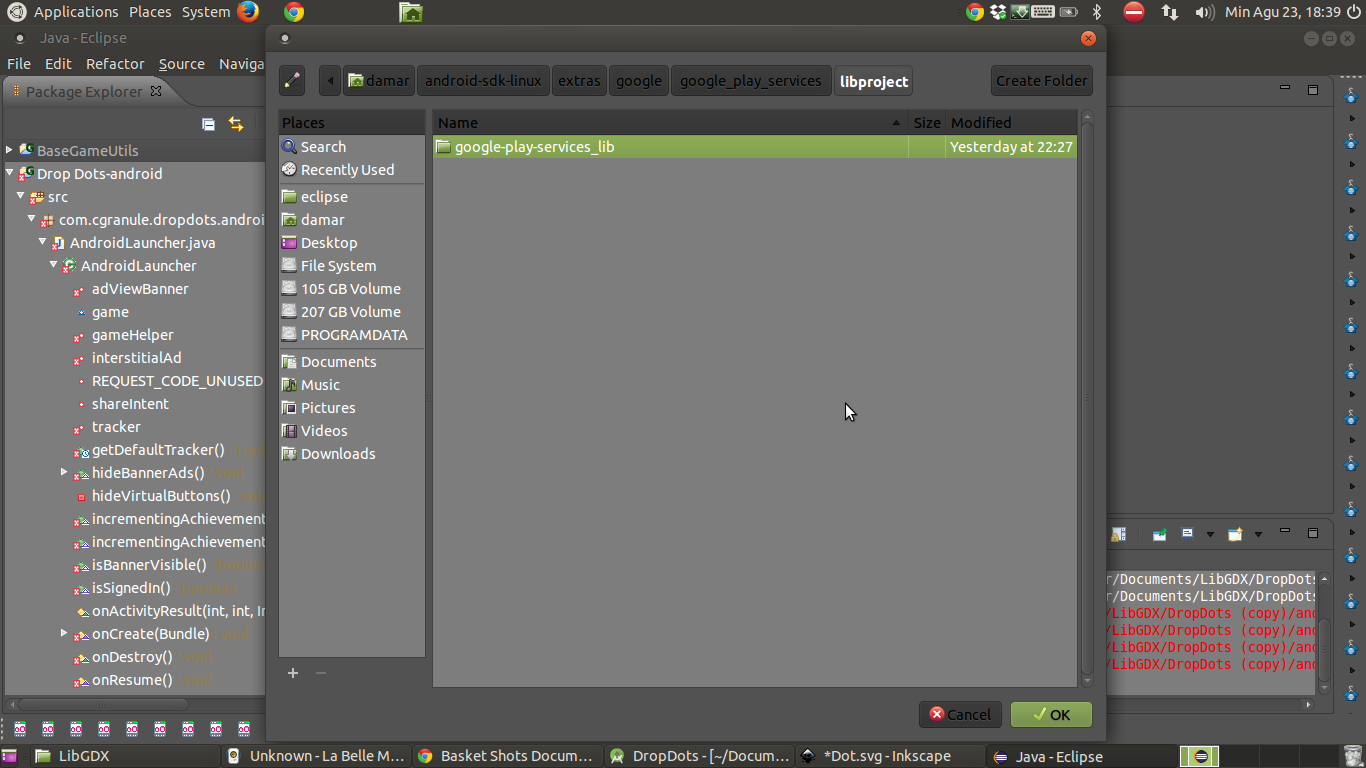 Applications Places System
Min Agu 23, 18:39
Java - Eclipse
File Edit Refactor Source
Package Explorer
damar android-sdk-linux extras google google_play_services libproject Create Folder
Places
Search
Recently Used
eclipse
damar
Desktop
File System
105 GB Volume
207 GB Volume
PROGRAMDATA
Documents
Music
Pictures
Videos
Downloads
Name Size Modified
google-play-services_lib Yesterday at 22:27
BaseGameUtils
Drop Dots-android
src
com.cgranule.dropdots.androi
AndroidLauncher.java
AndroidLauncher
adViewBanner
game
gameHelper
interstitialAd
REQUEST_CODE_UNUSED
shareIntent
tracker
getDefaultTracker()
hideBannerAds() : void
hideVirtualButtons()
incrementingAchievement
incrementingAchievement
isBannerVisible()
isSignedIn()
onActivityResult(int, int, In
onCreate(Bundle) : void
onDestroy() : void
onResume() : void
r/Documents/LibGDX/DropDots
r/Documents/LibGDX/DropDots
/LibGDX/DropDots (copy)/and
/LibGDX/DropDots (copy)/and
/LibGDX/DropDots (copy)/and
/LibGDX/DropDots (copy)/and
Cancel OK
LibGDX
Unknown - La Belle M...
Basket Shots Docum...
DropDots - [~/Docum...
*Dot.svg - Inkscape
Java - Eclipse